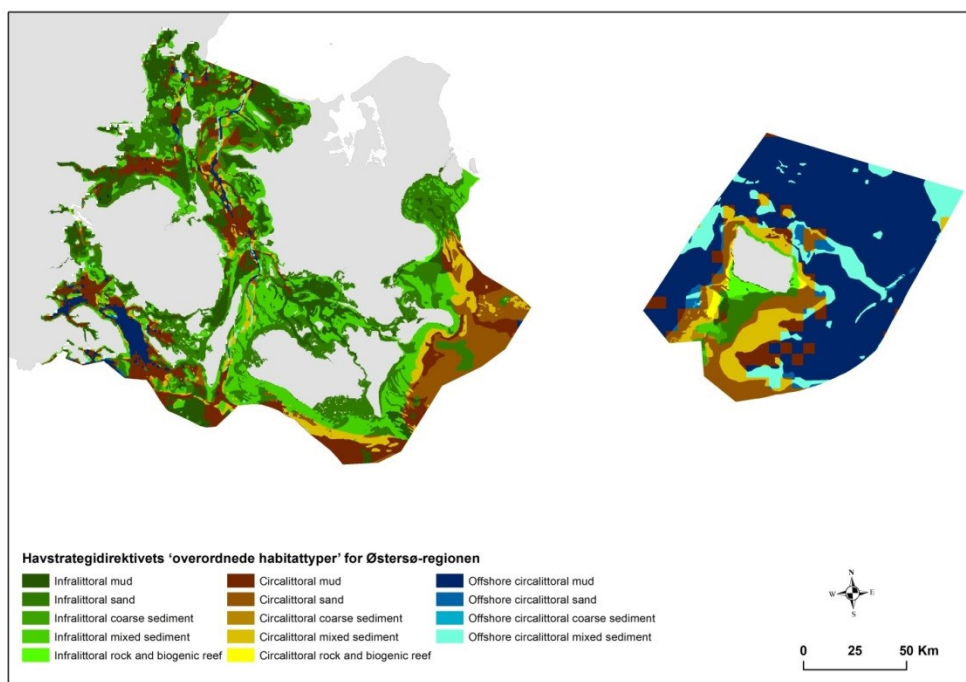 Havstrategidirektivets ‘overordnede habitattyper’ for Østersø-regionen
Infralittoral mud
Infralittoral sand
Infralittoral coarse sediment
Infralittoral mixed sediment
Infralittoral rock and biogenic reef
Circalittoral mud
Circalittoral sand
Circalittoral coarse sediment
Circalittoral mixed sediment
Circalittoral rock and biogenic reef
Offshore circalittoral mud
Offshore circalittoral sand
Offshore circalittoral coarse sediment
Offshore circalittoral mixed sediment
N
W E
S
0 25 50 Km